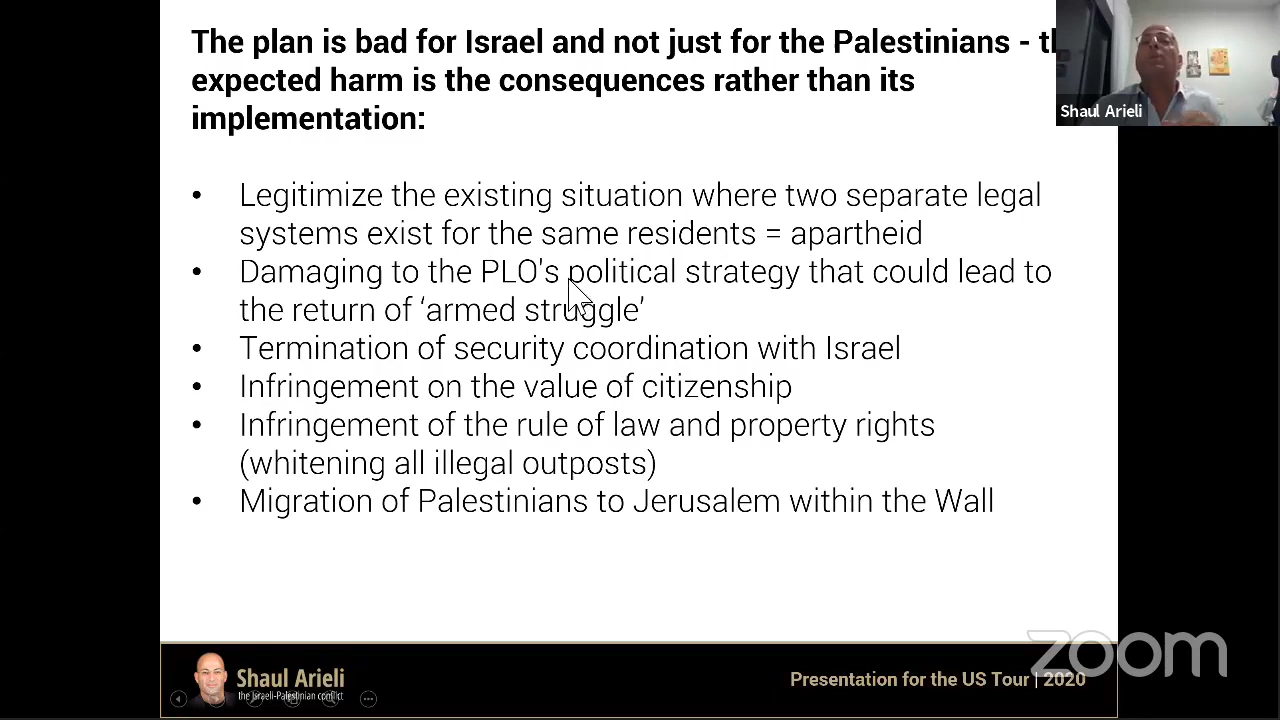 The plan is bad for Israel and not just for the Palestinians -
expected harm is the consequences rather than its
implementation:
Shaul Arieli
• Legitimize the existing situation where two separate legal
systems exist for the same residents = apartheid
• Damaging to the PLO's political strategy that could lead to
the return of ‘armed struggle’
• Termination of security coordination with Israel
• Infringement on the value of citizenship
• Infringement of the rule of law and property rights
(whitening all illegal outposts)
• Migration of Palestinians to Jerusalem within the Wall
zoom
Shaul Arieli
the Israeli-Palestinian conflict
Presentation for the US Tour | 2020